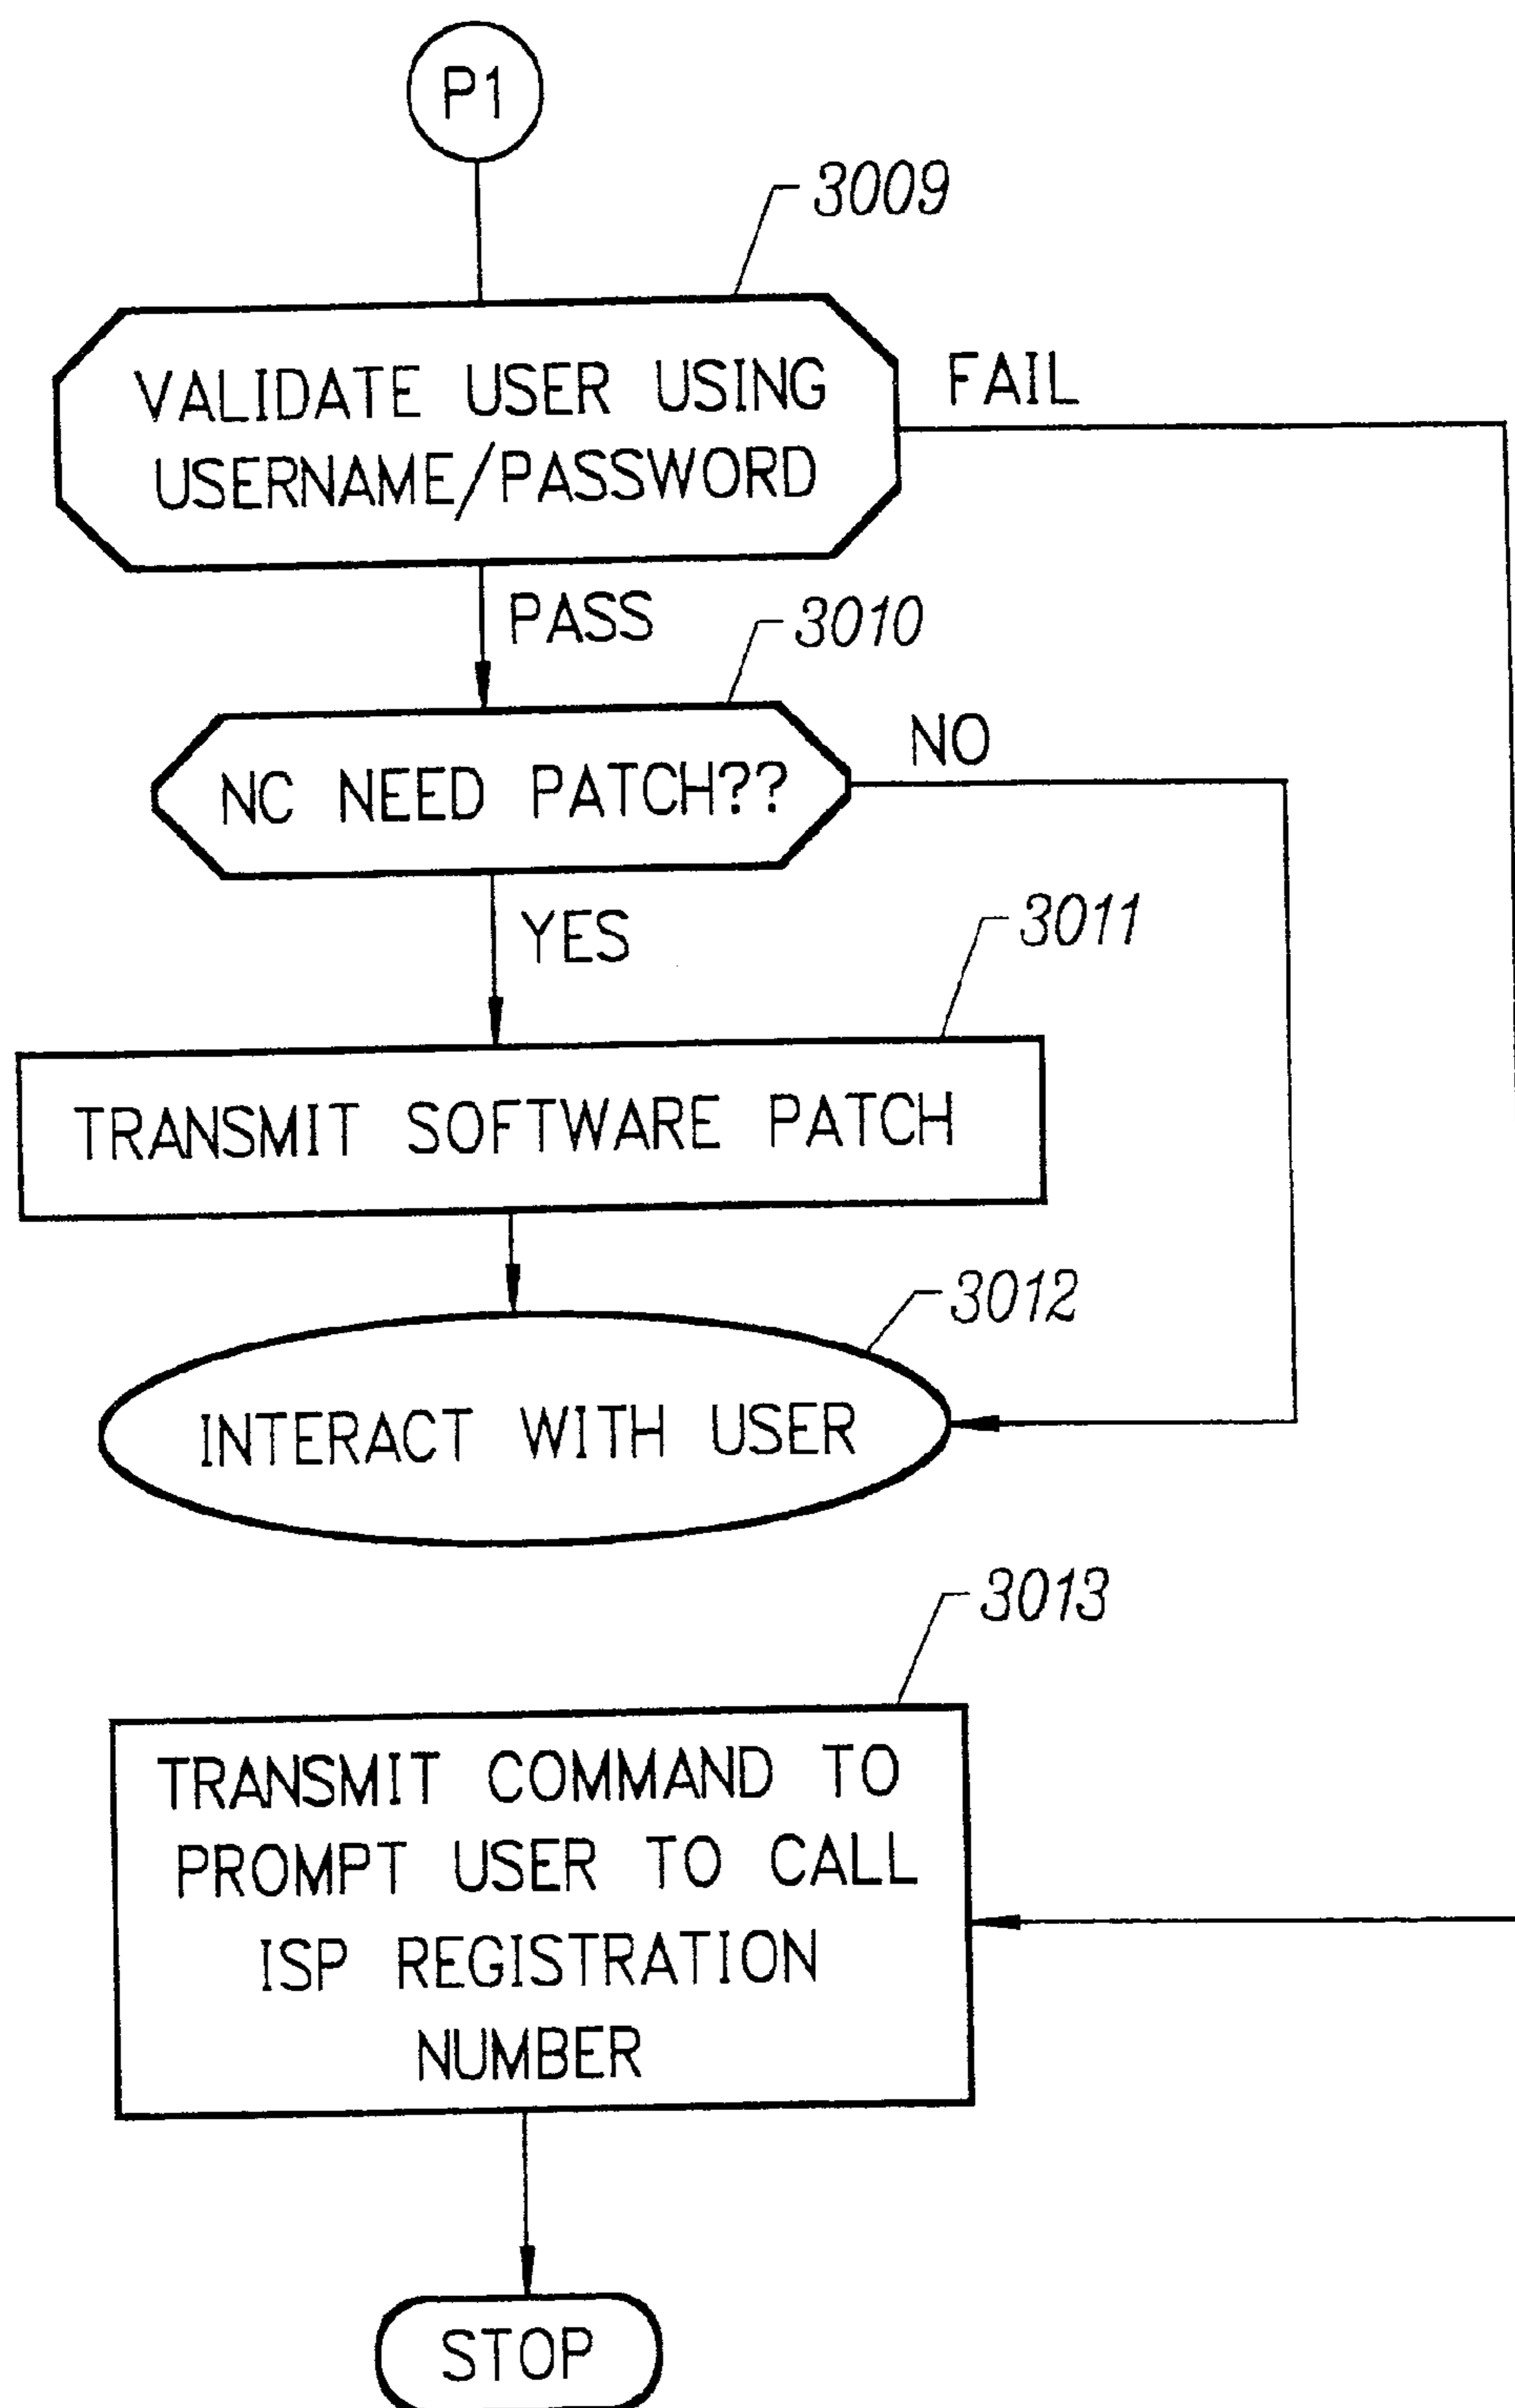 P1
3009
VALIDATE USER USING
USERNAME/PASSWORD
FAIL
PASS
3010
NC NEED PATCH??
NO
YES
3011
TRANSMIT SOFTWARE PATCH
3012
INTERACT WITH USER
3013
TRANSMIT COMMAND TO
PROMPT USER TO CALL
ISP REGISTRATION
NUMBER
STOP